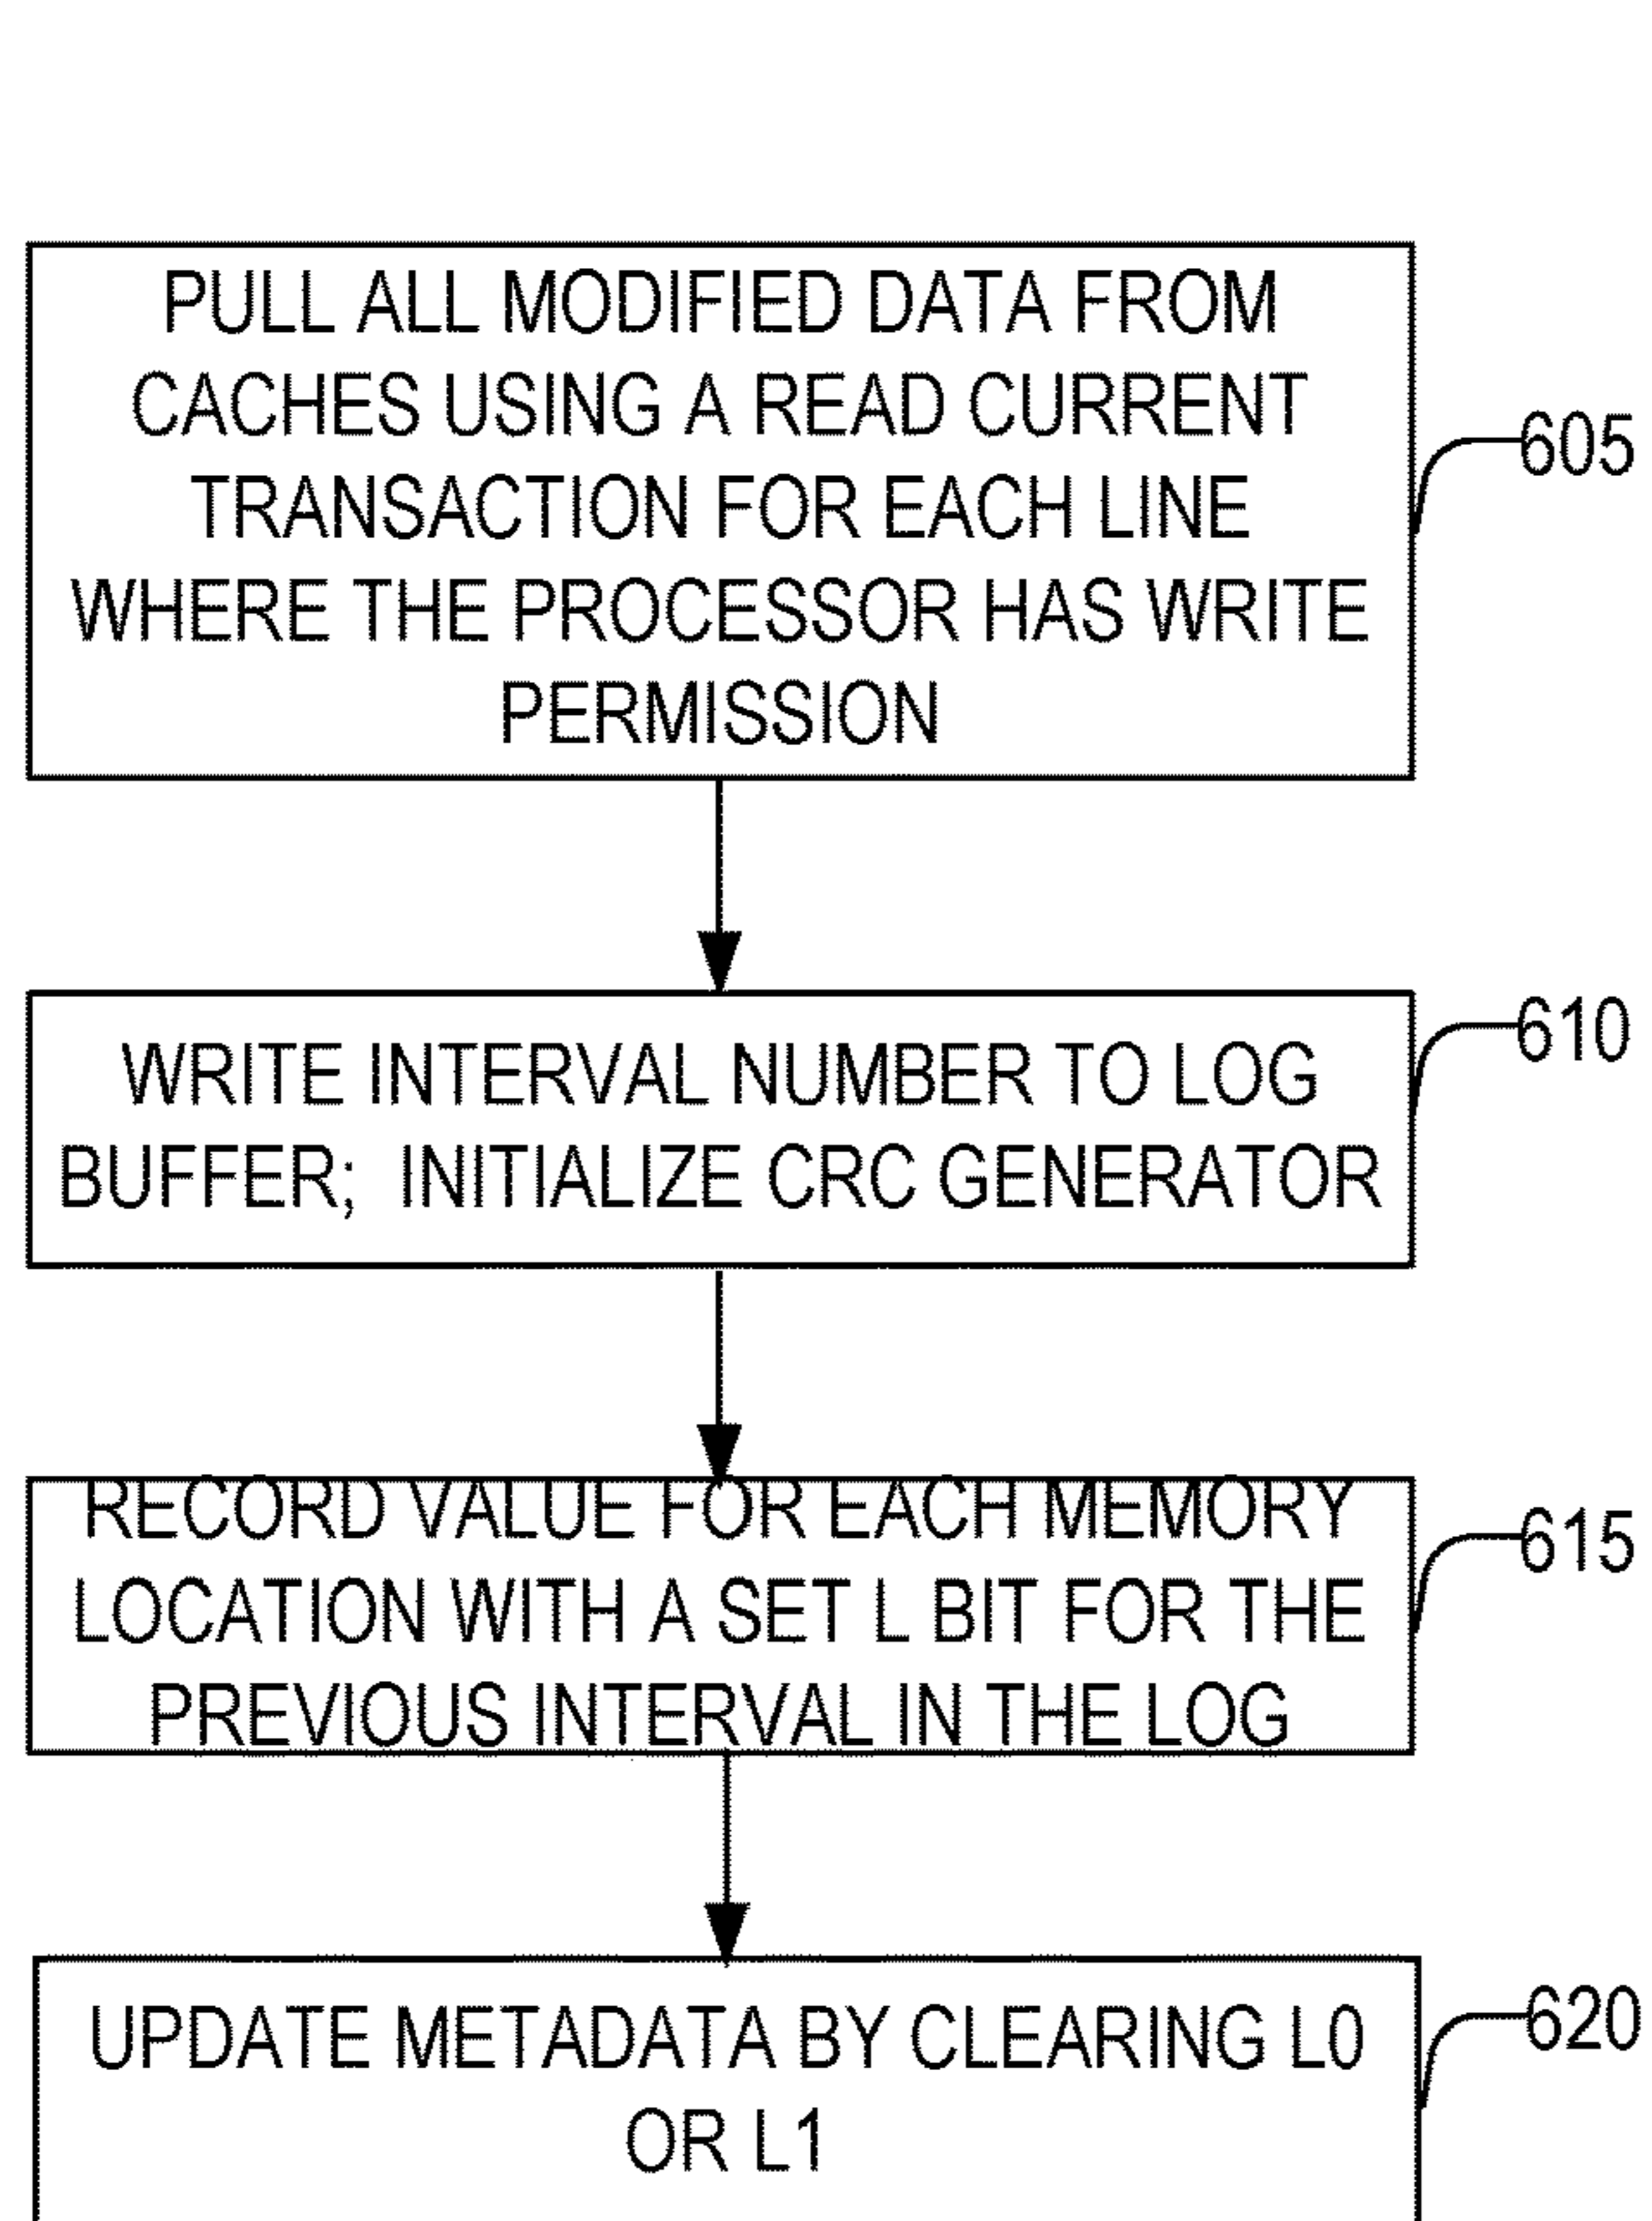 PULL ALL MODIFIED DATA FROM
CACHES USING A READ CURRENT
TRANSACTION FOR EACH LINE
WHERE THE PROCESSOR HAS WRITE
PERMISSION
605
WRITE INTERVAL NUMBER TO LOG
BUFFER; INITIALIZE CRC GENERATOR
610
RECORD VALUE FOR EACH MEMORY
LOCATION WITH A SET L BIT FOR THE
PREVIOUS INTERVAL IN THE LOG
615
UPDATE METADATA BY CLEARING L0
OR L1
620